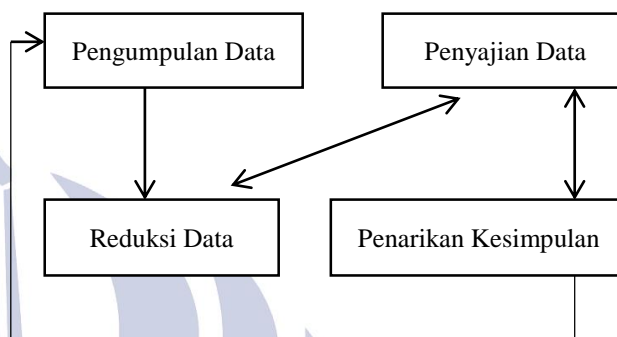 Pengumpulan Data
Penyajian Data
Reduksi Data
Penarikan Kesimpulan